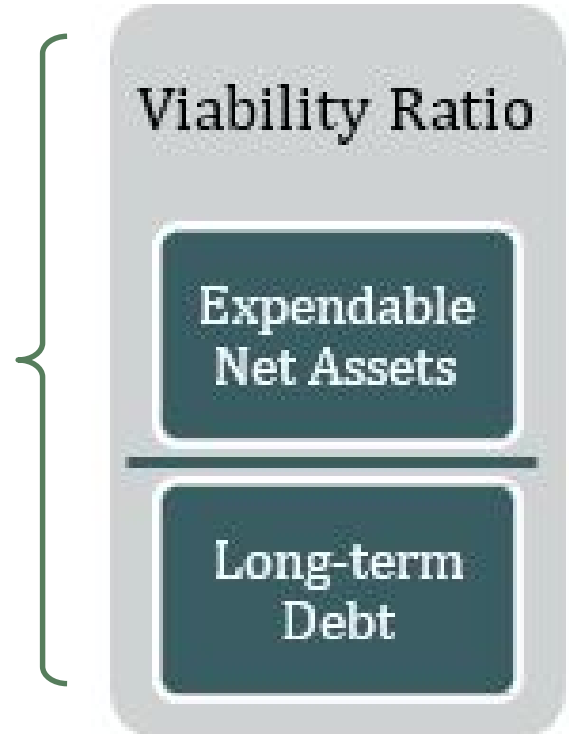 Viability Ratio
Expendable
Net Assets
Long-term
Debt